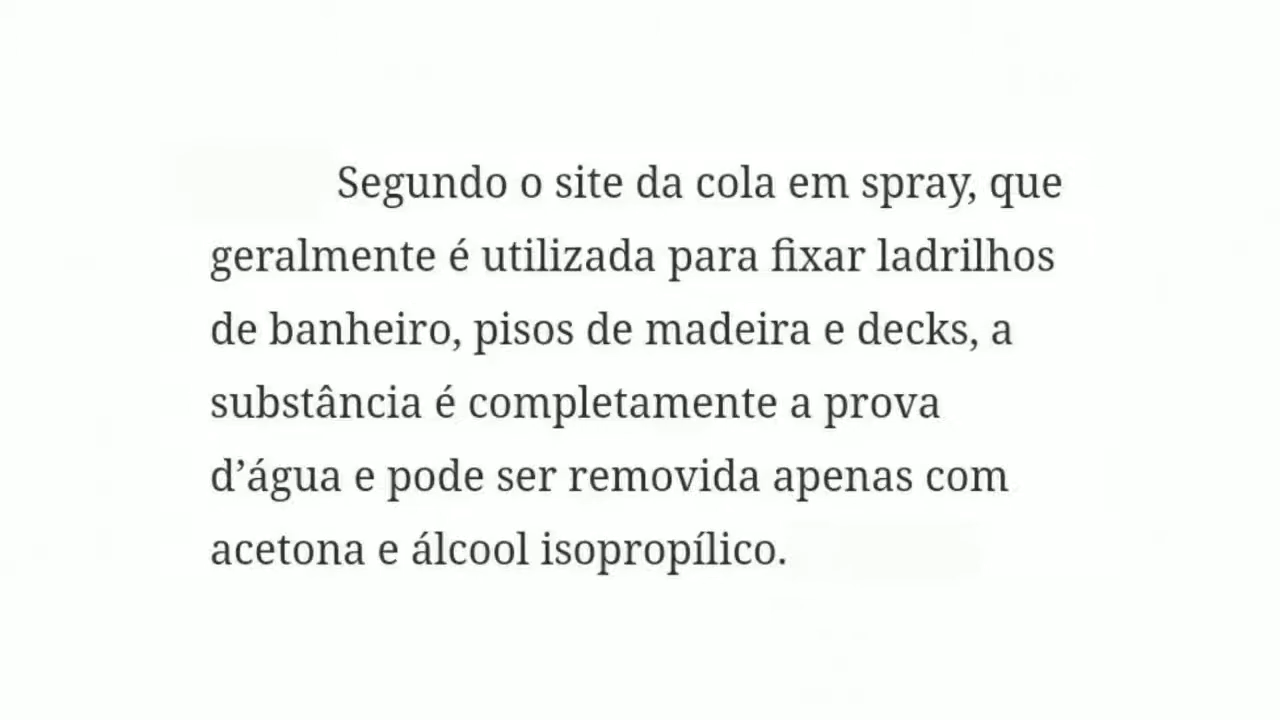 Segundo o site da cola em spray, que
geralmente é utilizada para fixar ladrilhos
de banheiro, pisos de madeira e decks, a
substância é completamente a prova
d’água e pode ser removida apenas com
acetona e álcool isopropílico.